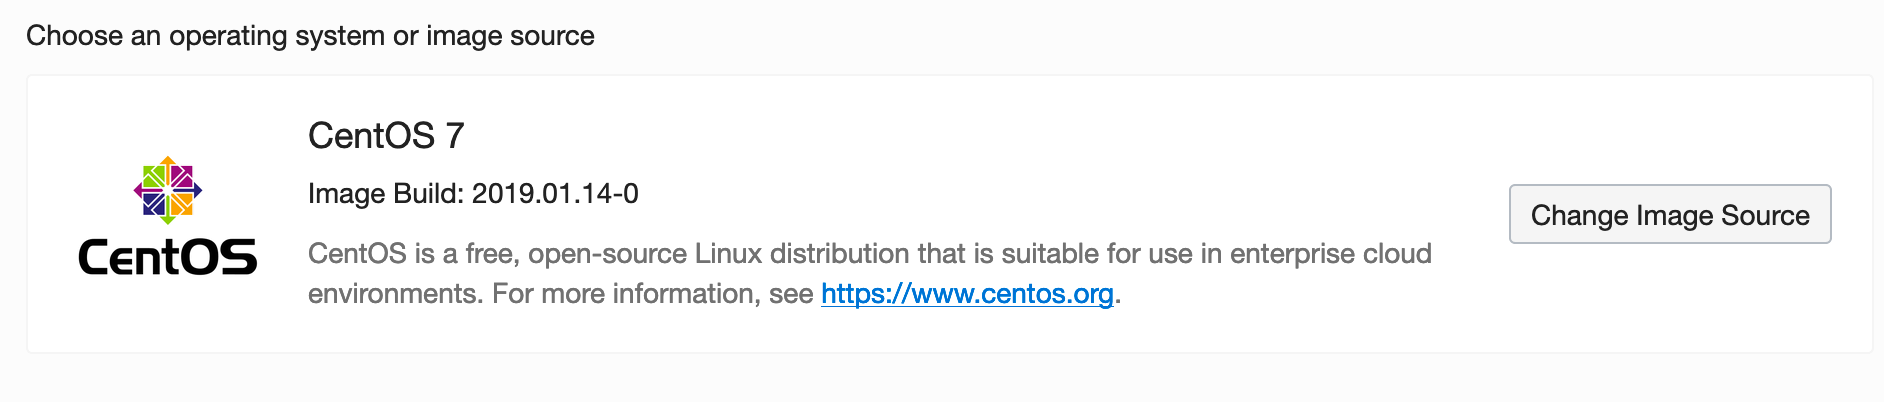 Choose an operating system or image source
CentOS 7
Image Build: 2019.01.14-0
CentOS
CentOS is a free, open-source Linux distribution that is suitable for use in enterprise cloud
environments. For more information, see https://www.centos.org.
Change Image Source